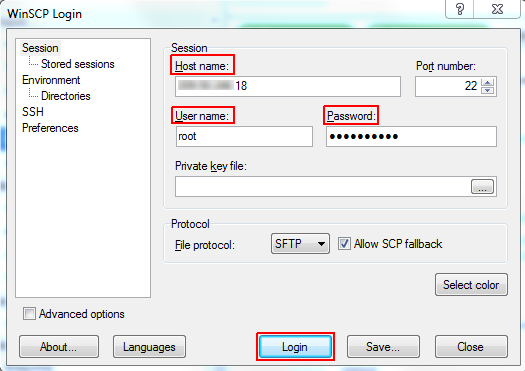 WinSCP Login
Session
Stored sessions
Environment
Directories
SSH
Preferences
Session
Host name:
Port number:
18
22
User name:
Password:
root
●●●●●●●●●●
Private key file:
...
Protocol
File protocol:
SFTP
Allow SCP fallback
Select color
Advanced options
About...
Languages
Login
Save...
Close